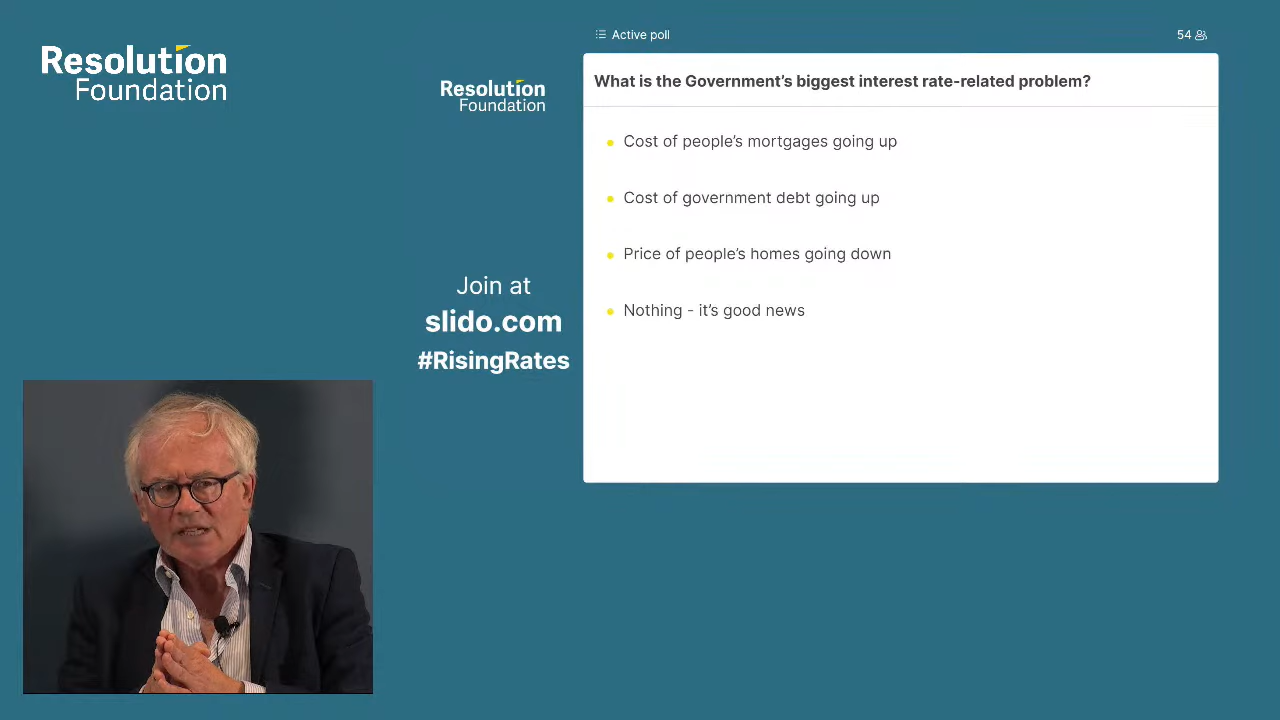 Resolution
Foundation
Active poll
54
Resolution
Foundation
What is the Government's biggest interest rate-related problem?
Cost of people's mortgages going up
Cost of government debt going up
Price of people's homes going down
Nothing - it's good news
Join at
slido.com
#RisingRates